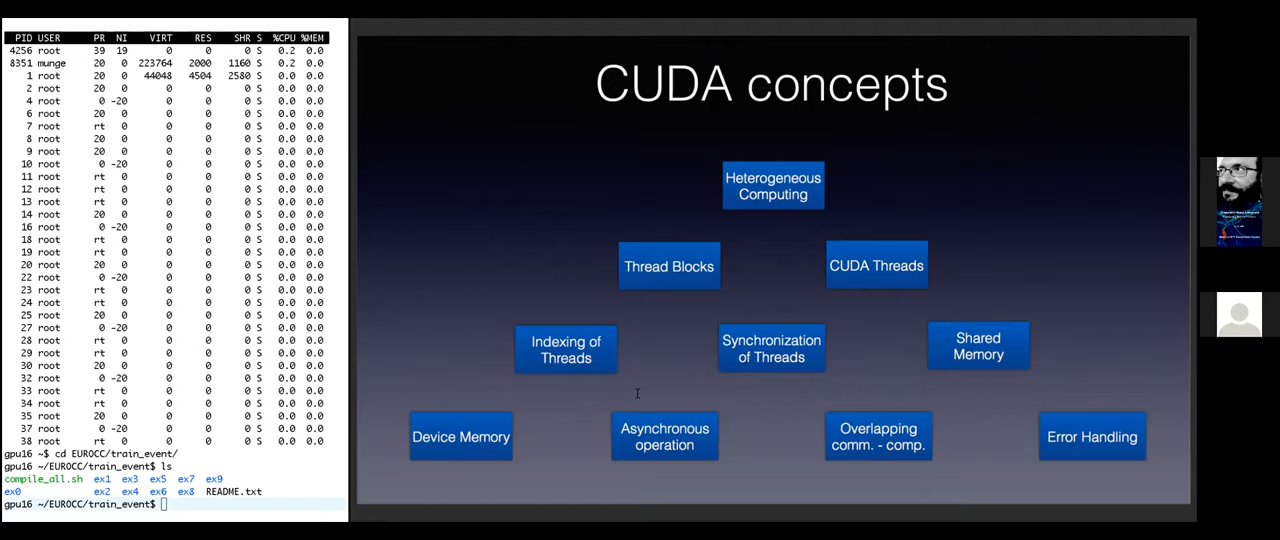 PID USER PR NI VIRT RES SHR S %CPU %MEM
4256 root 39 19 0 0 0 S 0.2 0.0
8351 munge 20 0 223764 2000 1160 S 0.2 0.0
1 root 20 0 44048 4504 2580 S 0.0 0.0
2 root 20 0 0 0 0 S 0.0 0.0
4 root 0 -20 0 0 0 S 0.0 0.0
6 root 20 0 0 0 0 S 0.0 0.0
7 root rt 0 0 0 0 S 0.0 0.0
8 root 20 0 0 0 0 S 0.0 0.0
9 root 20 0 0 0 0 S 0.0 0.0
10 root 0 -20 0 0 0 S 0.0 0.0
11 root rt 0 0 0 0 S 0.0 0.0
12 root rt 0 0 0 0 S 0.0 0.0
13 root rt 0 0 0 0 S 0.0 0.0
14 root 20 0 0 0 0 S 0.0 0.0
16 root 0 -20 0 0 0 S 0.0 0.0
18 root rt 0 0 0 0 S 0.0 0.0
19 root rt 0 0 0 0 S 0.0 0.0
20 root 20 0 0 0 0 S 0.0 0.0
22 root 0 -20 0 0 0 S 0.0 0.0
23 root rt 0 0 0 0 S 0.0 0.0
24 root rt 0 0 0 0 S 0.0 0.0
25 root 20 0 0 0 0 S 0.0 0.0
27 root 0 -20 0 0 0 S 0.0 0.0
28 root rt 0 0 0 0 S 0.0 0.0
29 root rt 0 0 0 0 S 0.0 0.0
30 root 20 0 0 0 0 S 0.0 0.0
32 root 0 -20 0 0 0 S 0.0 0.0
33 root rt 0 0 0 0 S 0.0 0.0
34 root rt 0 0 0 0 S 0.0 0.0
35 root 20 0 0 0 0 S 0.0 0.0
37 root 0 -20 0 0 0 S 0.0 0.0
38 root rt 0 0 0 0 S 0.0 0.0
gpu16 ~$ cd EUROCC/train_event/
gpu16 ~/EUROCC/train_event$ ls
compile_all.sh ex1 ex3 ex5 ex7 ex9
ex0 ex2 ex4 ex6 ex8 README.txt
gpu16 ~/EUROCC/train_event$
CUDA concepts
Heterogeneous
Computing
Thread Blocks
CUDA Threads
Indexing of
Threads
Synchronization
of Threads
Shared
Memory
Device Memory
Asynchronous
operation
Overlapping
comm. - comp.
Error Handling